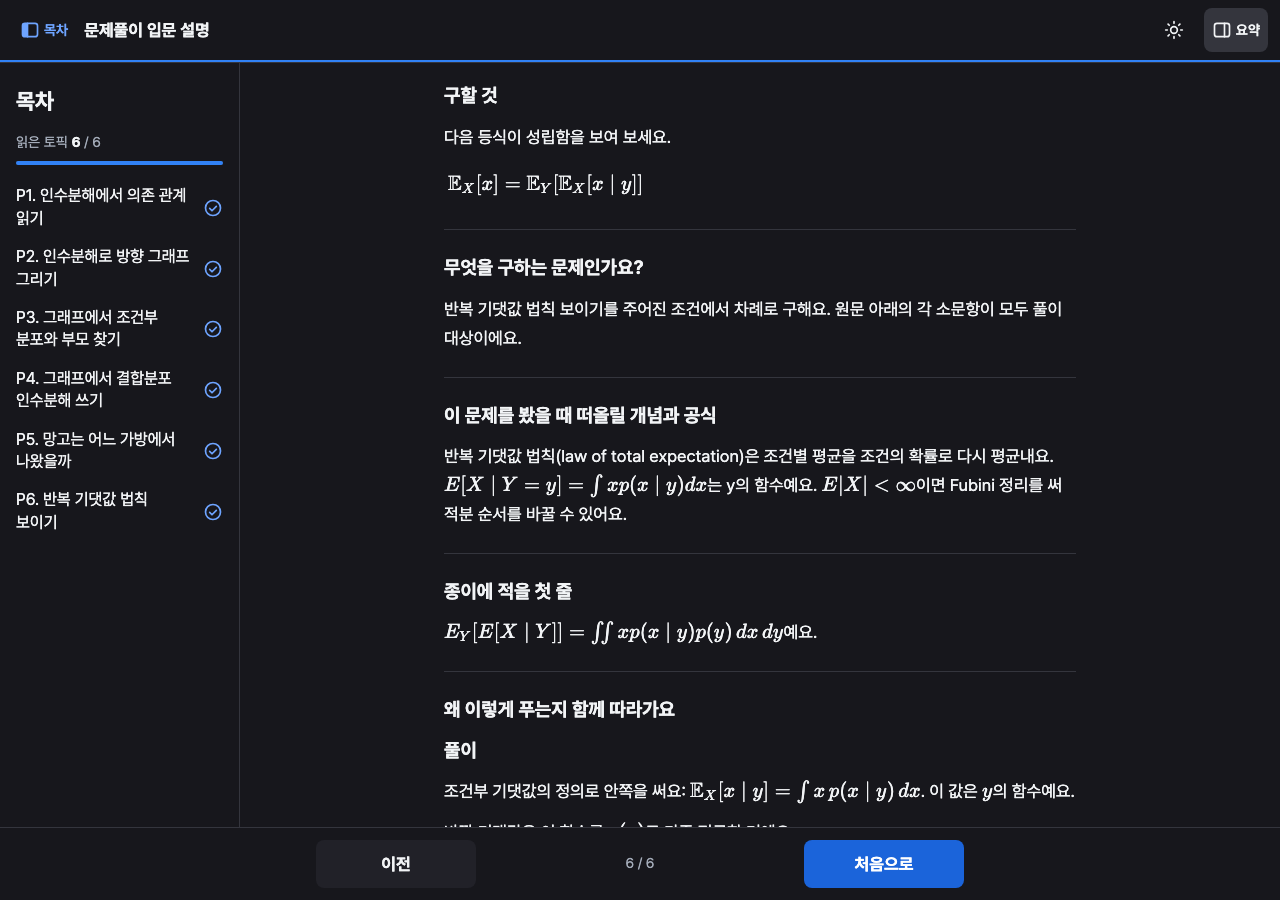 목차 문제풀이 입문 설명 요약
목차
읽은 토픽 6 / 6
P1. 인수분해에서 의존 관계
읽기
P2. 인수분해로 방향 그래프
그리기
P3. 그래프에서 조건부
분포와 부모 찾기
P4. 그래프에서 결합분포
인수분해 쓰기
P5. 망고는 어느 가방에서
나왔을까
P6. 반복 기댓값 법칙
보이기
구할 것
다음 등식이 성립함을 보여 보세요.
𝔼_X[x] = 𝔼_Y[𝔼_X[x | y]]
무엇을 구하는 문제인가요?
반복 기댓값 법칙 보이기를 주어진 조건에서 차례로 구해요. 원문 아래의 각 소문항이 모두 풀이
대상이에요.
이 문제를 봤을 때 떠올릴 개념과 공식
반복 기댓값 법칙(law of total expectation)은 조건별 평균을 조건의 확률로 다시 평균내요.
E[X | Y = y] = ∫ xp(x | y)dx는 y의 함수예요. E|X| < ∞이면 Fubini 정리를 써
적분 순서를 바꿀 수 있어요.
종이에 적을 첫 줄
E_Y[E[X | Y]] = ∬ xp(x | y)p(y) dx dy예요.
왜 이렇게 푸는지 함께 따라가요
풀이
조건부 기댓값의 정의로 안쪽을 써요: 𝔼_X[x | y] = ∫ x p(x | y) dx. 이 값은 y의 함수예요.
이전 6 / 6 처음으로